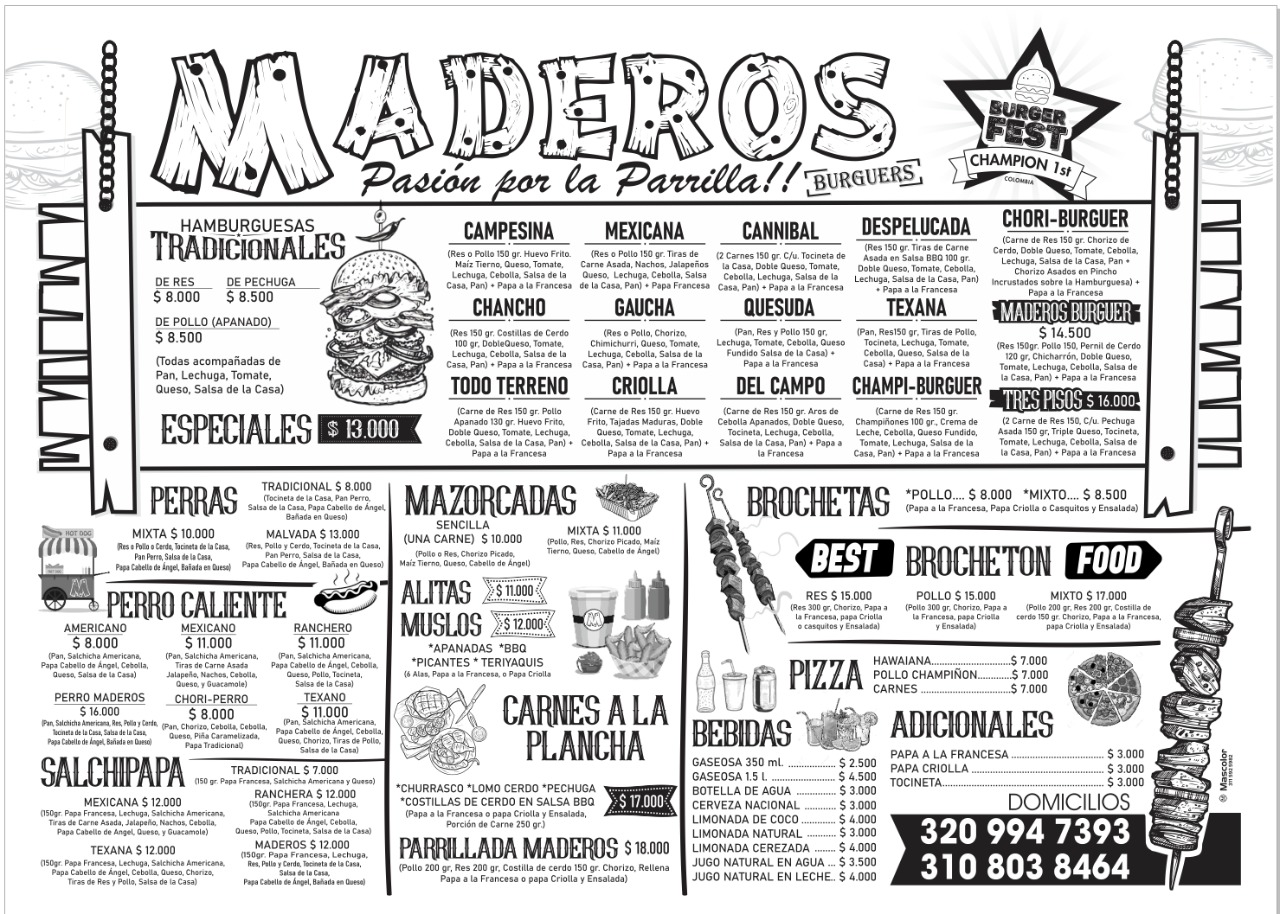 MADEROS
Pasión por la Parrilla!!
BURGUERS
BURGER
FEST
CHAMPION 1st
COLOMBIA
HAMBURGUESAS
TRADICIONALES
DE RES
$ 8.000
DE PECHUGA
$ 8.500
DE POLLO (APANADO)
$ 8.500
(Todas acompañadas de
Pan, Lechuga, Tomate,
Queso, Salsa de la Casa)
ESPECIALES $ 13.000
CAMPESINA
(Res o Pollo 150 gr. Huevo Frito.
Maíz Tierno, Queso, Tomate,
Lechuga, Cebolla, Salsa de la
Casa, Pan) + Papa a la Francesa
MEXICANA
(Res o Pollo 150 gr. Tiras de
Carne Asada, Nachos, Jalapeños
Queso, Lechuga, Cebolla, Salsa
de la Casa, Pan) + Papa a la Francesa
CANNIBAL
(2 Carnes 150 gr. C/u. Tocineta de
la Casa, Doble Queso, Tomate,
Lechuga, Cebolla, Salsa de la
Casa, Pan) + Papa a la Francesa
DESPELUCADA
(Res 150 gr. Tiras de Carne
Asada en Salsa BBQ 100 gr.
Doble Queso, Tomate, Cebolla,
Lechuga, Salsa de la Casa, Pan)
+ Papa a la Francesa
CHORI-BURGUER
(Carne de Res 150 gr. Chorizo de
Cerdo, Doble Queso, Tomate, Cebolla,
Lechuga, Salsa de la Casa, Pan +
Chorizo Asados en Pincho
Incrustados sobre la Hamburguesa) +
Papa a la Francesa
CHANCHO
(Res 150 gr. Costillas de Cerdo
100 gr, DobleQueso, Tomate,
Lechuga, Cebolla, Salsa de la
Casa, Pan) + Papa a la Francesa
GAUCHA
(Res o Pollo, Chorizo,
Chimichurri, Queso, Tomate,
Lechuga, Cebolla, Salsa de la
Casa, Pan) + Papa a la Francesa
QUESUDA
(Pan, Res y Pollo 150 gr,
Lechuga, Tomate, Cebolla, Queso
Fundido Salsa de la Casa) +
Papa a la Francesa
TEXANA
(Pan, Res150 gr, Tiras de Pollo,
Tocineta, Lechuga, Tomate,
Cebolla, Queso, Salsa de la
Casa) + Papa a la Francesa
MADEROS BURGUER
$ 14.500
(Res 150gr. Pollo 150, Pernil de Cerdo
120 gr, Chicharrón, Doble Queso,
Tomate, Lechuga, Cebolla, Salsa de
la Casa, Pan) + Papa a la Francesa
TODO TERRENO
(Carne de Res 150 gr. Pollo
Apanado 130 gr. Huevo Frito,
Doble Queso, Tomate, Lechuga,
Cebolla, Salsa de la Casa, Pan) +
Papa a la Francesa
CRIOLLA
(Carne de Res 150 gr. Huevo
Frito, Tajadas Maduras, Doble
Queso, Tomate, Lechuga,
Cebolla, Salsa de la Casa, Pan) +
Papa a la Francesa
DEL CAMPO
(Carne de Res 150 gr. Aros de
Cebolla Apanados, Doble Queso,
Tocineta, Lechuga, Cebolla,
Salsa de la Casa, Pan) + Papa a
la Francesa
CHAMPI-BURGUER
(Carne de Res 150 gr.
Champiñones 100 gr., Crema de
Leche, Cebolla, Queso Fundido,
Tomate, Lechuga, Salsa de la
Casa, Pan) + Papa a la Francesa
TRES PISOS $ 16.000
(2 Carne de Res 150, C/u. Pechuga
Asada 150 gr, Triple Queso, Tocineta,
Tomate, Lechuga, Cebolla, Salsa de
la Casa, Pan) + Papa a la Francesa
PERRAS
TRADICIONAL $ 8.000
(Tocineta de la Casa, Pan Perro,
Salsa de la Casa, Papa Cabello de Ángel,
Bañada en Queso)
MIXTA $ 10.000
(Res o Pollo o Cerdo, Tocineta de la Casa,
Pan Perro, Salsa de la Casa,
Papa Cabello de Ángel, Bañada en Queso)
MALVADA $ 13.000
(Res, Pollo y Cerdo, Tocineta de la Casa,
Pan Perro, Salsa de la Casa,
Papa Cabello de Ángel, Bañada en Queso)
HOT DOG
M
PERRO CALIENTE
AMERICANO
$ 8.000
(Pan, Salchicha Americana,
Papa Cabello de Ángel, Cebolla,
Queso, Salsa de la Casa)
MEXICANO
$ 11.000
(Pan, Salchicha Americana,
Tiras de Carne Asada
Jalapeño, Nachos, Cebolla,
Queso, y Guacamole)
RANCHERO
$ 11.000
(Pan, Salchicha Americana,
Papa Cabello de Ángel, Cebolla,
Queso, Pollo, Tocineta,
Salsa de la Casa)
PERRO MADEROS
$ 16.000
(Pan, Salchicha Americana, Res, Pollo y Cerdo,
Tocineta de la Casa, Salsa de la Casa,
Papa Cabello de Ángel, Bañada en Queso)
CHORI-PERRO
$ 8.000
(Pan, Chorizo, Cebolla, Cebolla,
Queso, Piña Caramelizada,
Papa Tradicional)
TEXANO
$ 11.000
(Pan, Salchicha Americana,
Papa Cabello de Ángel, Cebolla,
Queso, Chorizo, Tiras de Pollo,
Salsa de la Casa)
SALCHIPAPA
TRADICIONAL $ 7.000
(150 gr. Papa Francesa, Salchicha Americana y Queso)
MEXICANA $ 12.000
(150gr. Papa Francesa, Lechuga, Salchicha Americana,
Tiras de Carne Asada, Jalapeño, Nachos, Cebolla,
Papa Cabello de Ángel, Queso, y Guacamole)
RANCHERA $ 12.000
(150gr. Papa Francesa, Lechuga,
Salchicha Americana
Papa Cabello de Ángel, Cebolla,
Queso, Pollo, Tocineta, Salsa de la Casa)
TEXANA $ 12.000
(150gr. Papa Francesa, Lechuga, Salchicha Americana,
Papa Cabello de Ángel, Cebolla, Queso, Chorizo,
Tiras de Res y Pollo, Salsa de la Casa)
MADEROS $ 12.000
(150gr. Papa Francesa, Lechuga,
Res, Pollo y Cerdo, Tocineta de la Casa,
Salsa de la Casa,
Papa Cabello de Ángel, Bañada en Queso)
MAZORCADAS
SENCILLA
(UNA CARNE) $ 10.000
(Pollo o Res, Chorizo Picado,
Maíz Tierno, Queso, Cabello de Ángel)
MIXTA $ 11.000
(Pollo, Res, Chorizo Picado, Maíz
Tierno, Queso, Cabello de Ángel)
ALITAS $ 11.000
MUSLOS $ 12.000
*APANADAS *BBQ
*PICANTES * TERIYAQUIS
(6 Alas, Papa a la Francesa, o Papa Criolla
M
CARNES A LA
PLANCHA
*CHURRASCO *LOMO CERDO *PECHUGA
*COSTILLAS DE CERDO EN SALSA BBQ
(Papa a la Francesa o papa Criolla y Ensalada,
Porción de Carne 250 gr.)
$ 17.000
PARRILLADA MADEROS $ 18.000
(Pollo 200 gr, Res 200 gr, Costilla de cerdo 150 gr. Chorizo, Rellena
Papa a la Francesa o papa Criolla y Ensalada)
BROCHETAS
*POLLO.... $ 8.000 *MIXTO.... $ 8.500
(Papa a la Francesa, Papa Criolla o Casquitos y Ensalada)
BEST BROCHETON FOOD
RES $ 15.000
(Res 300 gr, Chorizo, Papa a
la Francesa, papa Criolla
o casquitos y Ensalada)
POLLO $ 15.000
(Pollo 300 gr, Chorizo, Papa a
la Francesa, papa Criolla
y Ensalada)
MIXTO $ 17.000
(Pollo 200 gr, Res 200 gr, Costilla de
cerdo 150 gr. Chorizo, Papa a la Francesa,
papa Criolla y Ensalada)
PIZZA
HAWAIANA..................$ 7.000
POLLO CHAMPIÑON.........$ 7.000
CARNES ....................$ 7.000
BEBIDAS
GASEOSA 350 ml. ............. $ 2.500
GASEOSA 1.5 l. ................ $ 4.500
BOTELLA DE AGUA ........... $ 3.000
CERVEZA NACIONAL ......... $ 3.000
LIMONADA DE COCO .......... $ 4.000
LIMONADA NATURAL ......... $ 3.000
LIMONADA CEREZADA ....... $ 4.000
JUGO NATURAL EN AGUA ... $ 3.500
JUGO NATURAL EN LECHE.. $ 4.000
ADICIONALES
PAPA A LA FRANCESA .................... $ 3.000
PAPA CRIOLLA .............................. $ 3.000
TOCINETA.................................... $ 3.000
DOMICILIOS
320 994 7393
310 803 8464
Mascolor